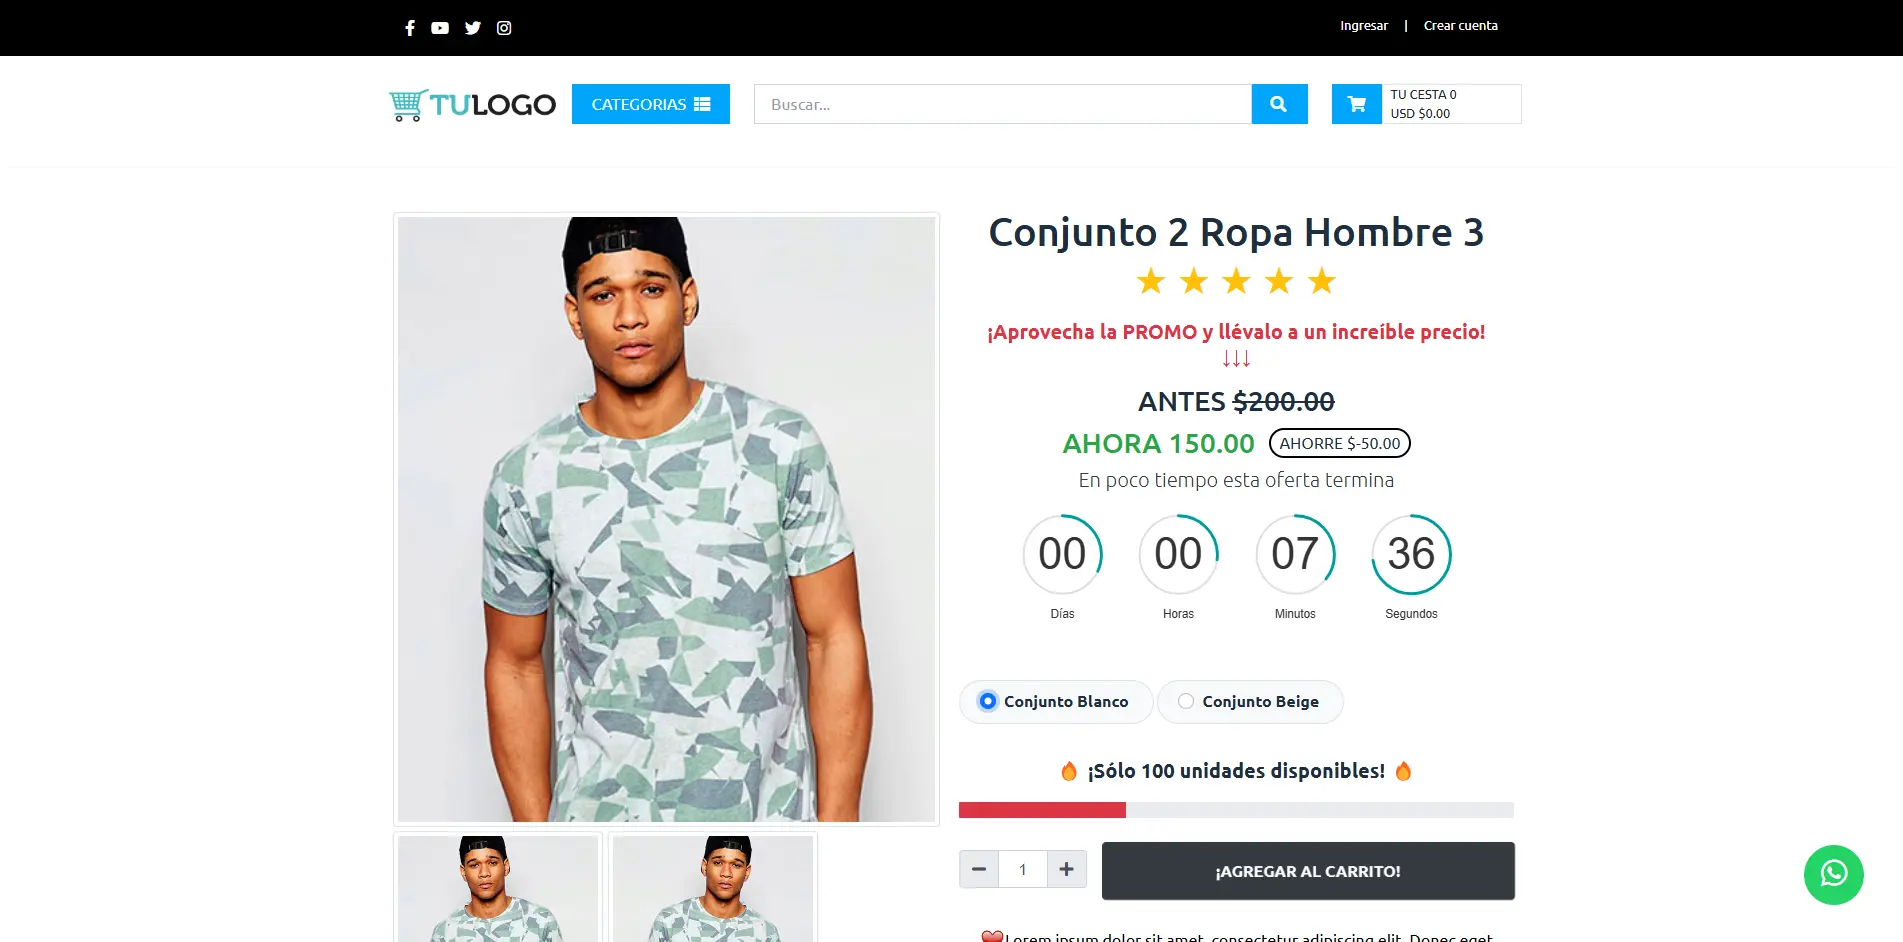 Ingresar | Crear cuenta
TULOGO
CATEGORIAS
Buscar...
TU CESTA 0
USD $0.00
Conjunto 2 Ropa Hombre 3
¡Aprovecha la PROMO y llévalo a un increíble precio!
↓↓↓
ANTES $200.00
AHORA 150.00 AHORRE $-50.00
En poco tiempo esta oferta termina
00 00 07 36
Días Horas Minutos Segundos
Conjunto Blanco Conjunto Beige
🔥 ¡Sólo 100 unidades disponibles! 🔥
1
¡AGREGAR AL CARRITO!
❤️Lorem ipsum dolor sit amet, consectetur adipiscing elit. Donec eget